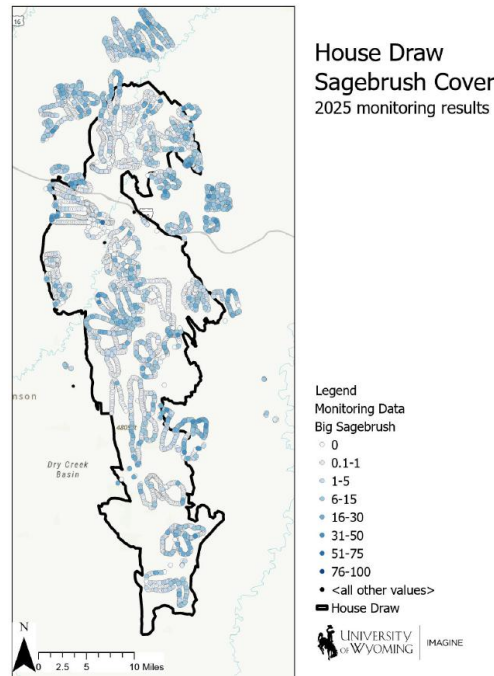 16
House Draw
Sagebrush Cover
2025 monitoring results
nson
Dry Creek
Basin
Legend
Monitoring Data
Big Sagebrush
0
0.1-1
1-5
6-15
16-30
31-50
51-75
76-100
<all other values>
House Draw
N
0 2.5 5 10 Miles
UNIVERSITY
OF WYOMING
IMAGINE